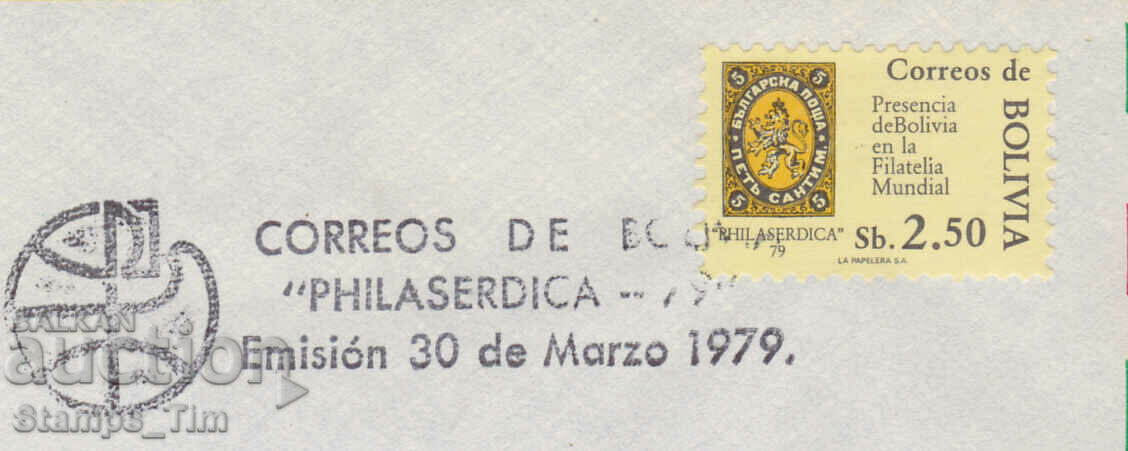 Correos de
BOLIVIA
Presencia
deBolivia
en la
Filatelia
Mundial
5 5
БЪЛГАРСКА ПОЩА
ПЕТЬ САНТИМ.
5 5
"PHILASERDICA"
79
Sb. 2.50
LA PAPELERA S.A.
CORREOS DE
"PHILASERDICA -- 79"
Emisión 30 de Marzo 1979.
BALKAN
auction
Stamps_Tim